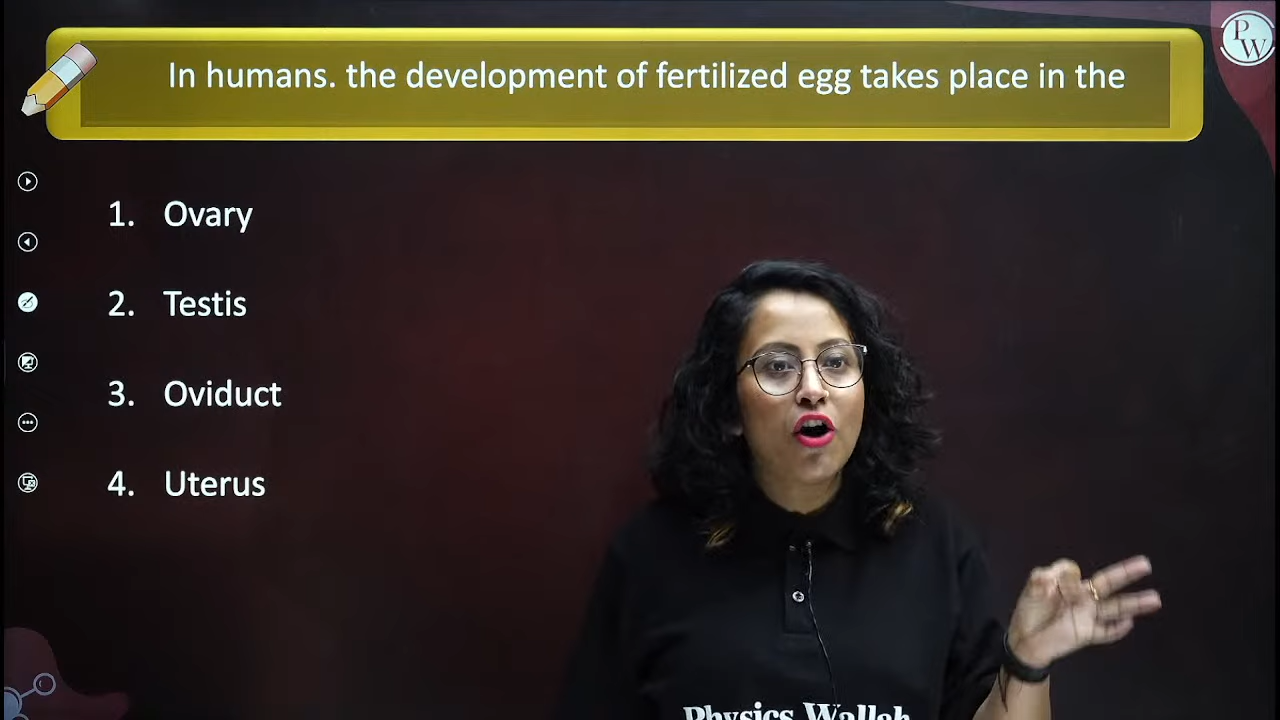 PW
In humans. the development of fertilized egg takes place in the
1. Ovary
2. Testis
3. Oviduct
4. Uterus
Physics Wallah